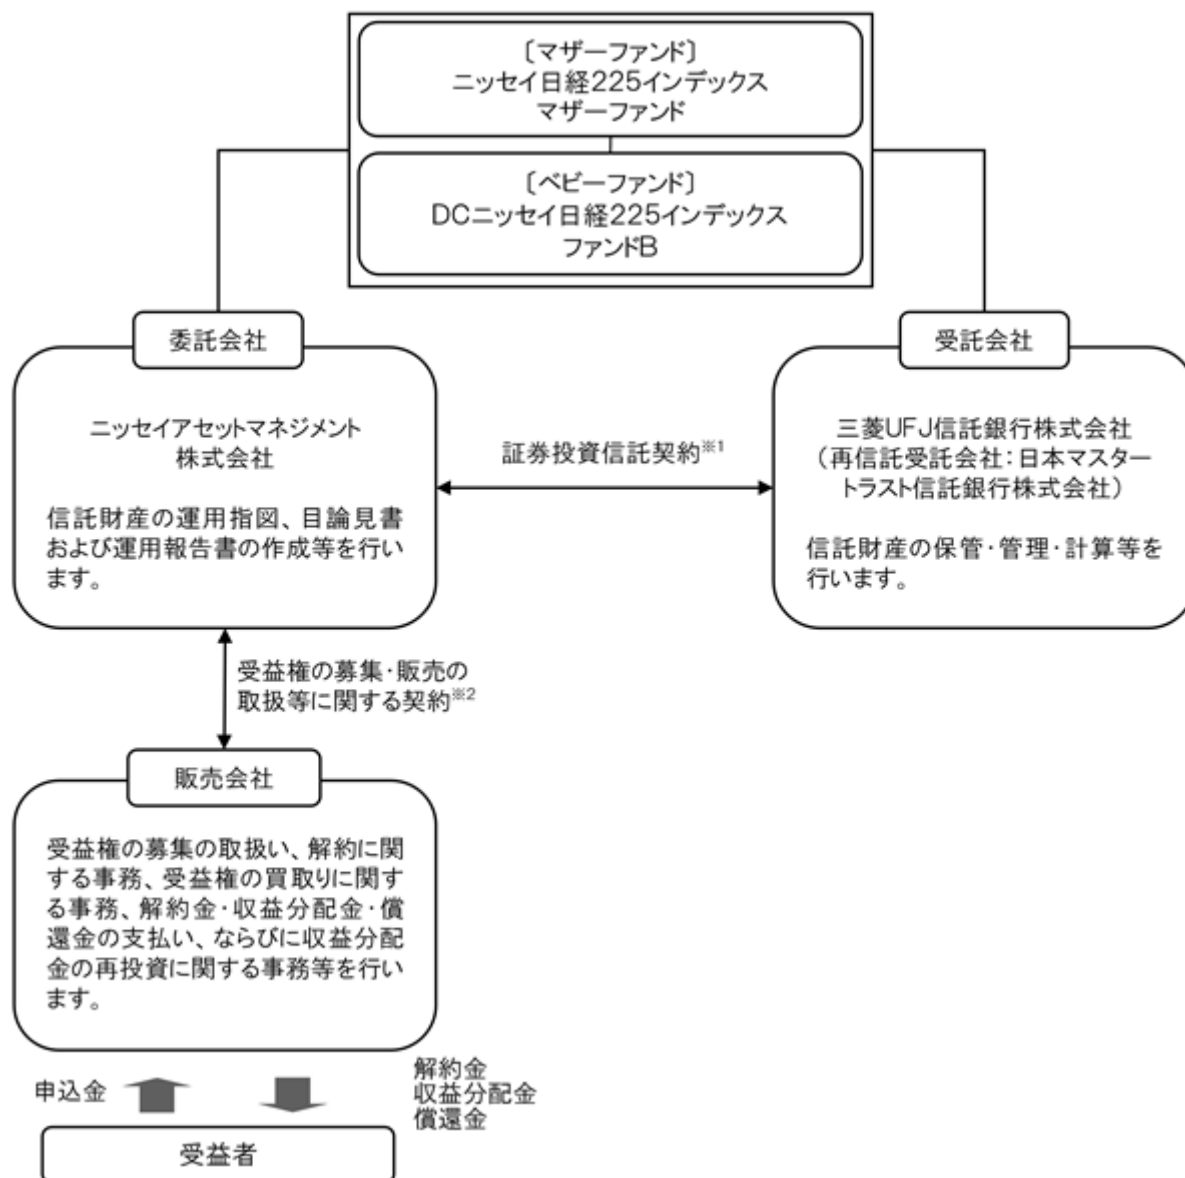 〔マザーファンド〕
ニッセイ日経225インデックス
マザーファンド
〔ベビーファンド〕
DCニッセイ日経225インデックス
ファンドB
委託会社
ニッセイアセットマネジメント
株式会社
信託財産の運用指図、目論見書
および運用報告書の作成等を行い
ます。
証券投資信託契約※1
受託会社
三菱UFJ信託銀行株式会社
（再信託受託会社：日本マスター
トラスト信託銀行株式会社）
信託財産の保管・管理・計算等を
行います。
受益権の募集・販売の
取扱等に関する契約※2
販売会社
受益権の募集の取扱い、解約に関
する事務、受益権の買取りに関す
る事務、解約金・収益分配金・償
還金の支払い、ならびに収益分配
金の再投資に関する事務等を行い
ます。
申込金
解約金
収益分配金
償還金
受益者